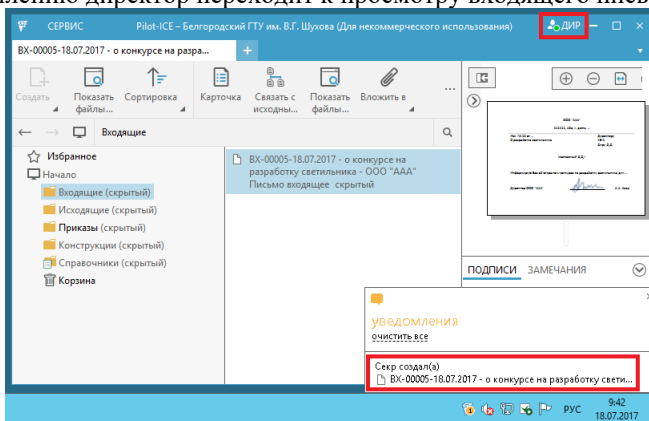 директор переходит к просмотру входящего
СЕРВИС
Pilot-ICE – Белгородский ГТУ им. В.Г. Шухова (Для некоммерческого использования)
ДИР
ВХ-00005-18.07.2017 - о конкурсе на разра...
Создать
Показать файлы...
Сортировка
Карточка
Связать с исходны...
Показать файлы...
Вложить в
...
Входящие
Избранное
Начало
Входящие (скрытый)
Исходящие (скрытый)
Приказы (скрытый)
Конструкции (скрытый)
Справочники (скрытый)
Корзина
ВХ-00005-18.07.2017 - о конкурсе на
разработку светильника - ООО "ААА"
Письмо входящее скрытый
ПОДПИСИ ЗАМЕЧАНИЯ
уведомления
очистить все
Секр создал(а)
ВХ-00005-18.07.2017 - о конкурсе на разработку свети...
РУС
9:42
18.07.2017